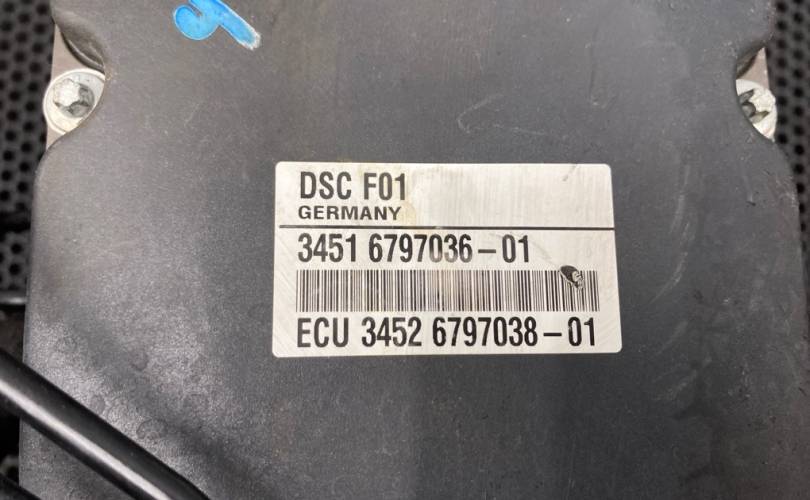 DSC F01
GERMANY
3451 6797036-01
ECU 3452 6797038-01